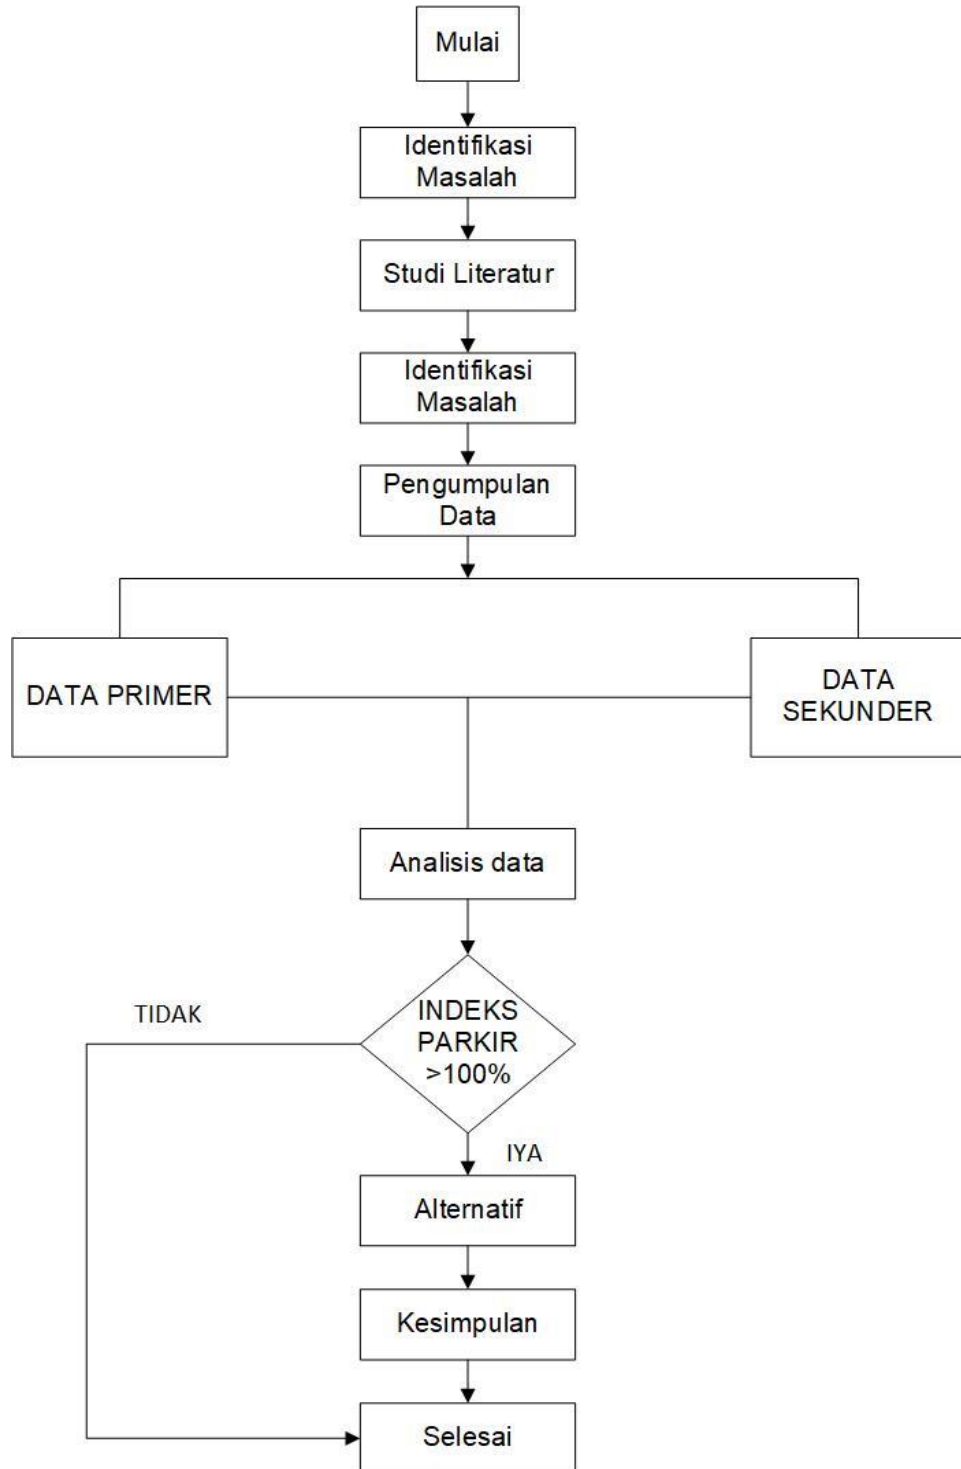 Mulai
Identifikasi
Masalah
Studi Literatur
Identifikasi
Masalah
Pengumpulan
Data
DATA PRIMER
DATA
SEKUNDER
Analisis data
TIDAK
INDEKS
PARKIR
>100%
IYA
Alternatif
Kesimpulan
Selesai